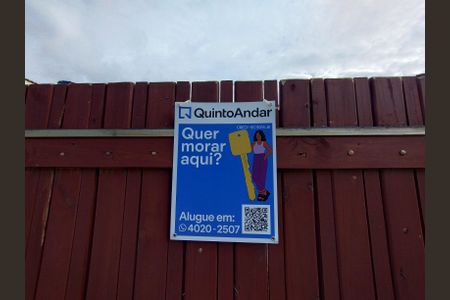 QuintoAndar
Quer
morar
aqui?
Alugue em:
4020-2507